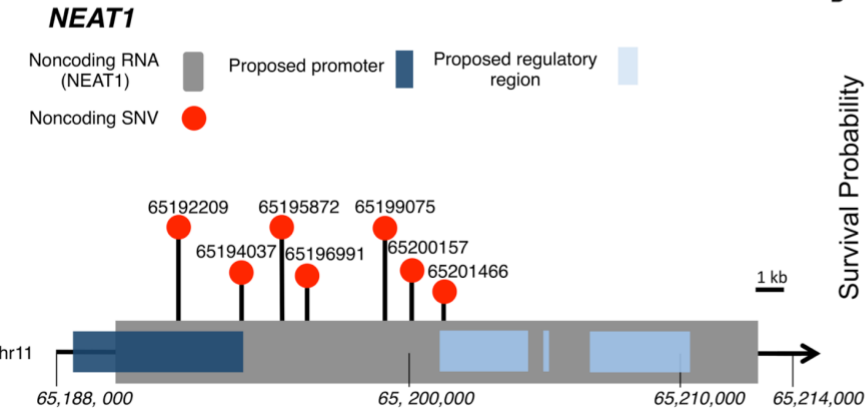 NEAT1
Noncoding RNA
(NEAT1)
Proposed promoter
Proposed regulatory
region
Noncoding SNV
65192209
65195872
65199075
65194037
65196991
65200157
65201466
1 kb
hr11
65,188, 000
65, 200,000
65,210,000
65,214,000
Survival Probability